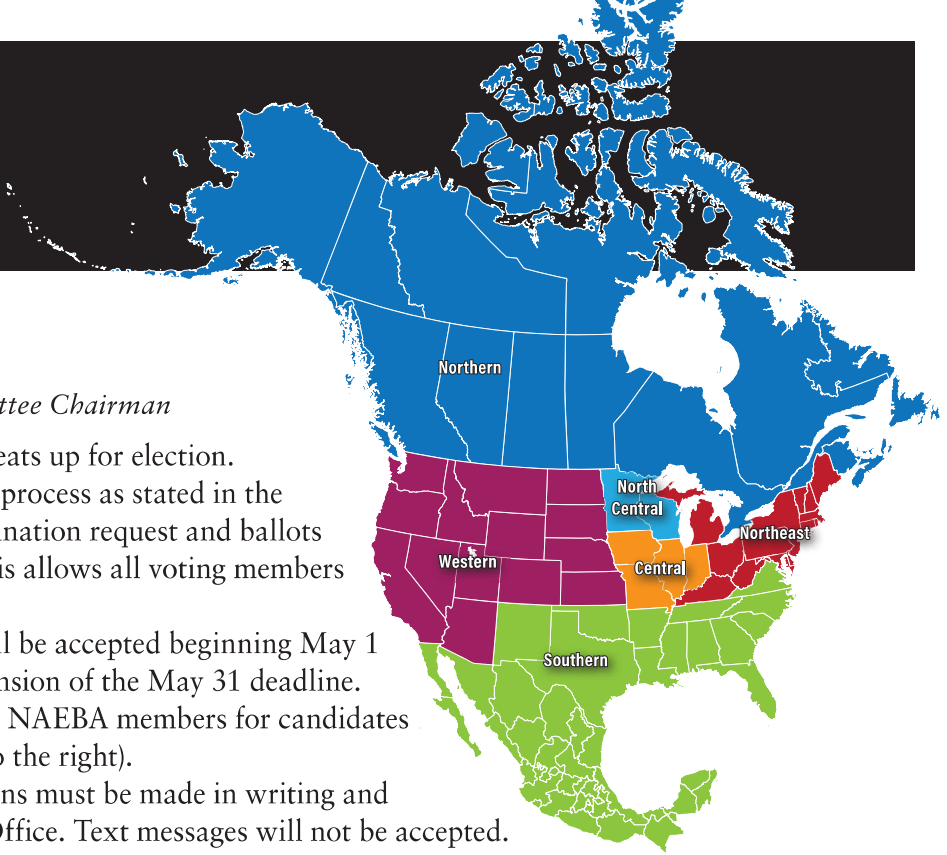 Northern
ttee Chairman
eats up for election.
process as stated in the
ination request and ballots
is allows all voting members
North
Central
Northeast
Western
Central
ll be accepted beginning May 1
nsion of the May 31 deadline.
Southern
NAEBA members for candidates
o the right).
ns must be made in writing and
Office. Text messages will not be accepted.